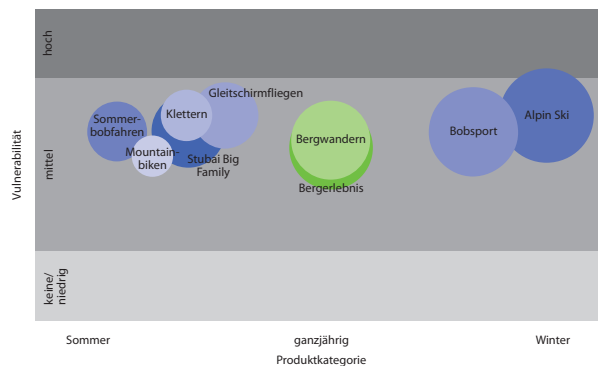 Vulnerabilität
hoch
mittel
keine/
niedrig
Gleitschirmfliegen
Klettern
Sommer-
bobfahren
Mountain-
biken
Stubai Big
Family
Bergwandern
Bergerlebnis
Bobsport
Alpin Ski
Sommer
ganzjährig
Winter
Produktkategorie